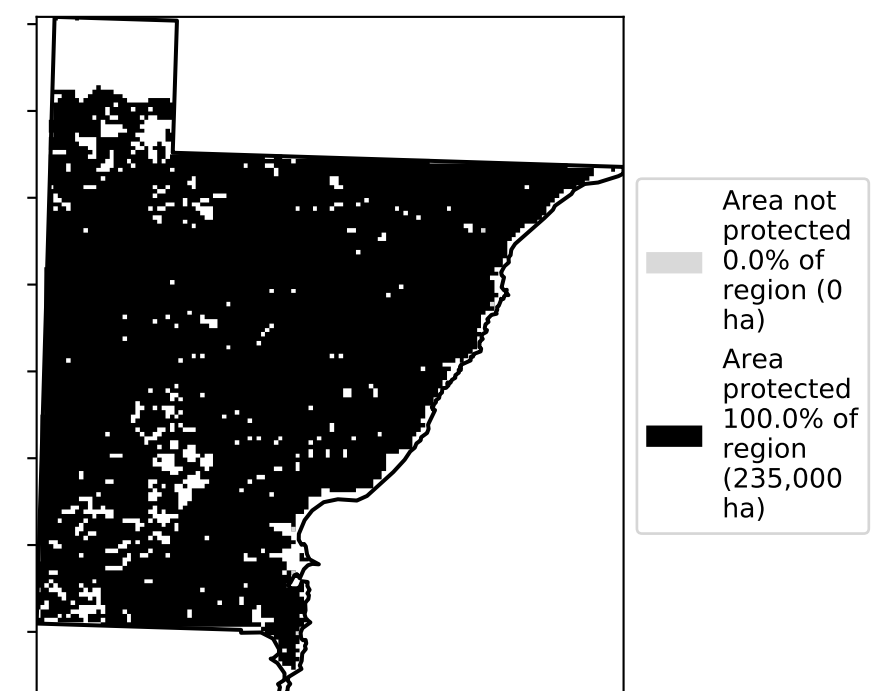 Area not
protected
0.0% of
region (0
ha)
Area
protected
100.0% of
region
(235,000
ha)